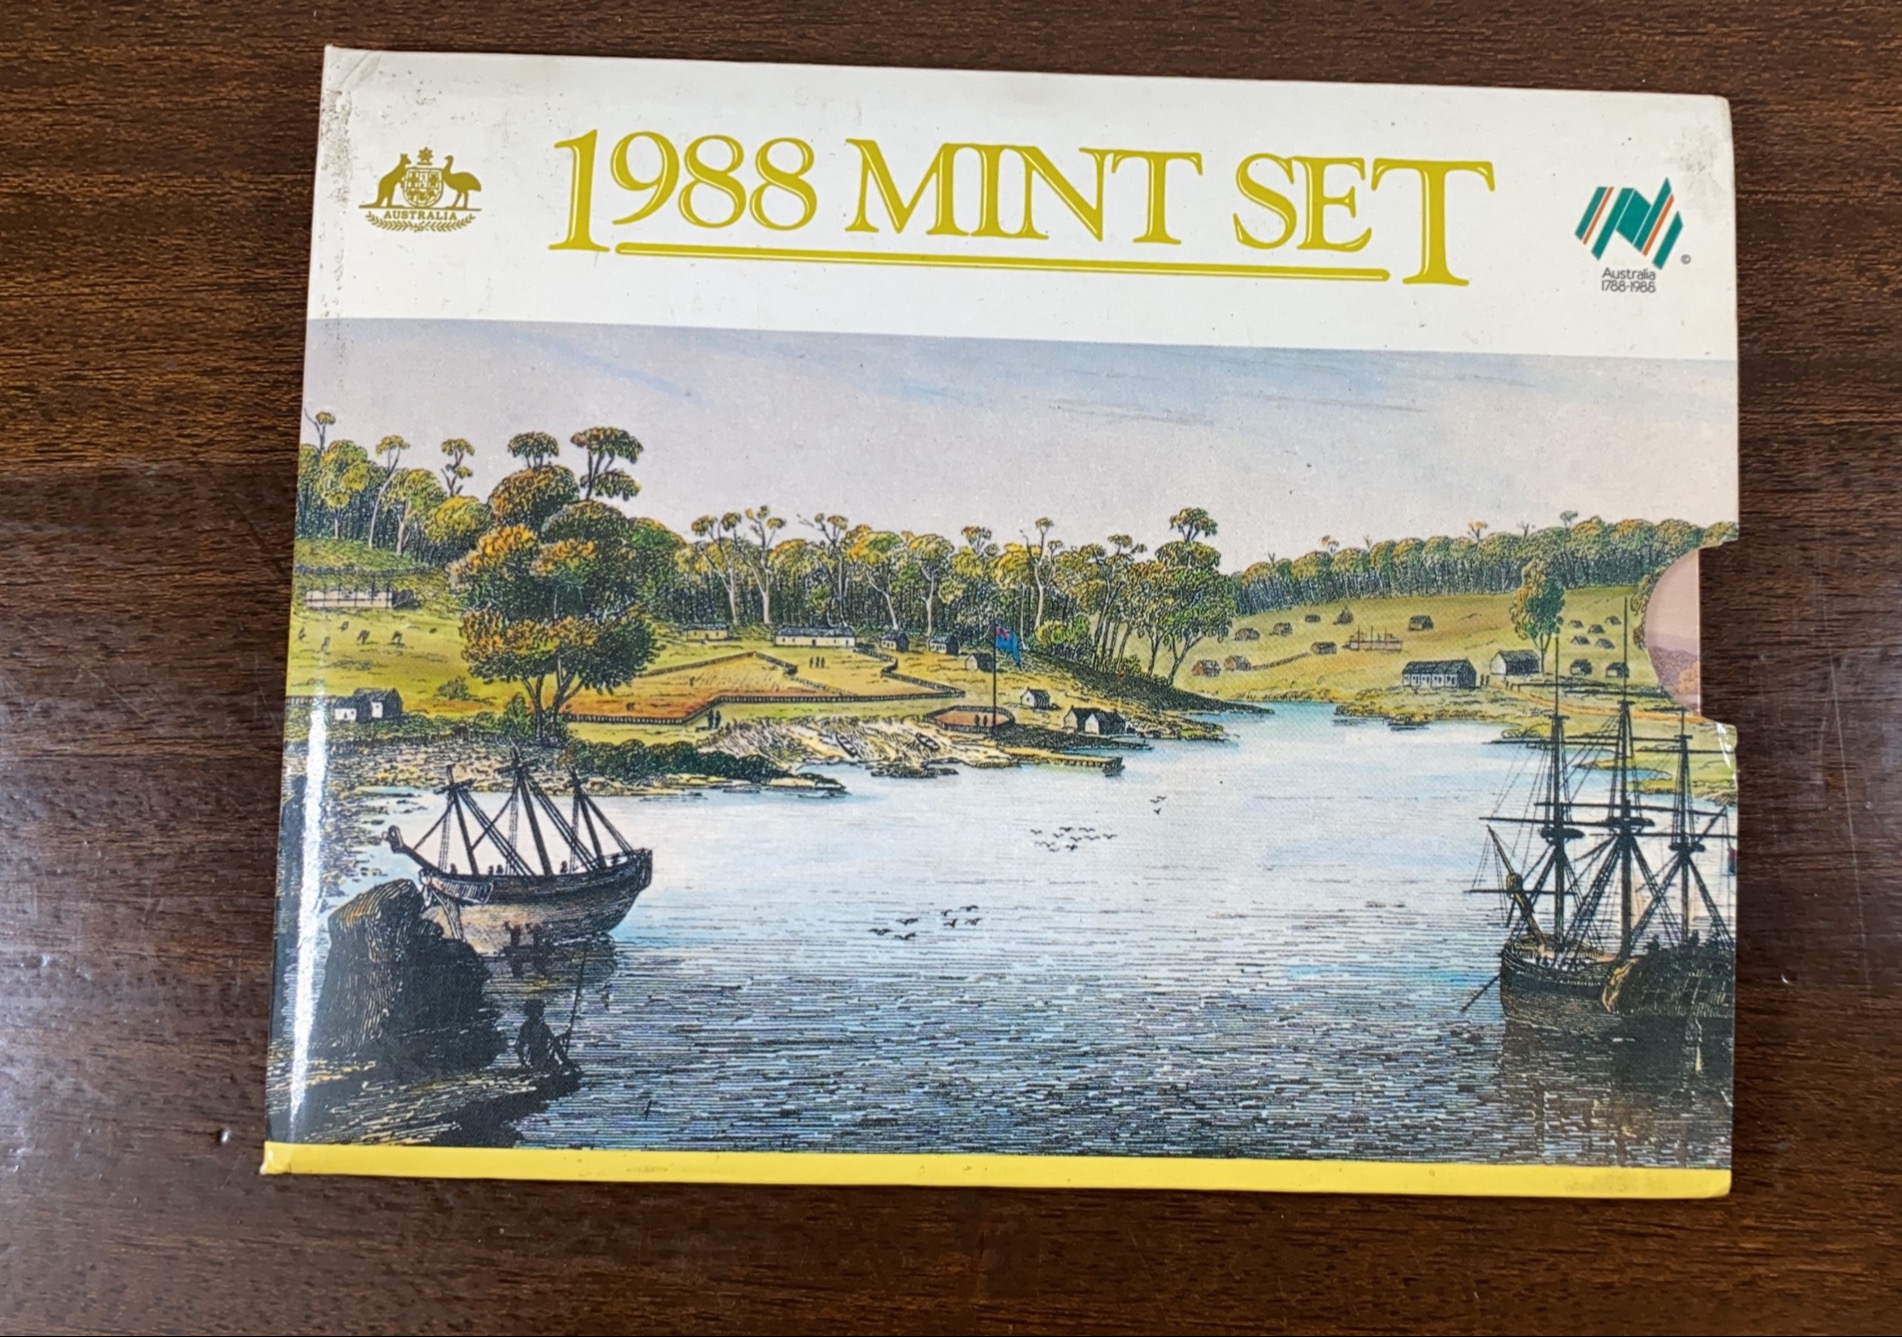 1988 MINT SET
AUSTRALIA
©
Australia
1788-1988